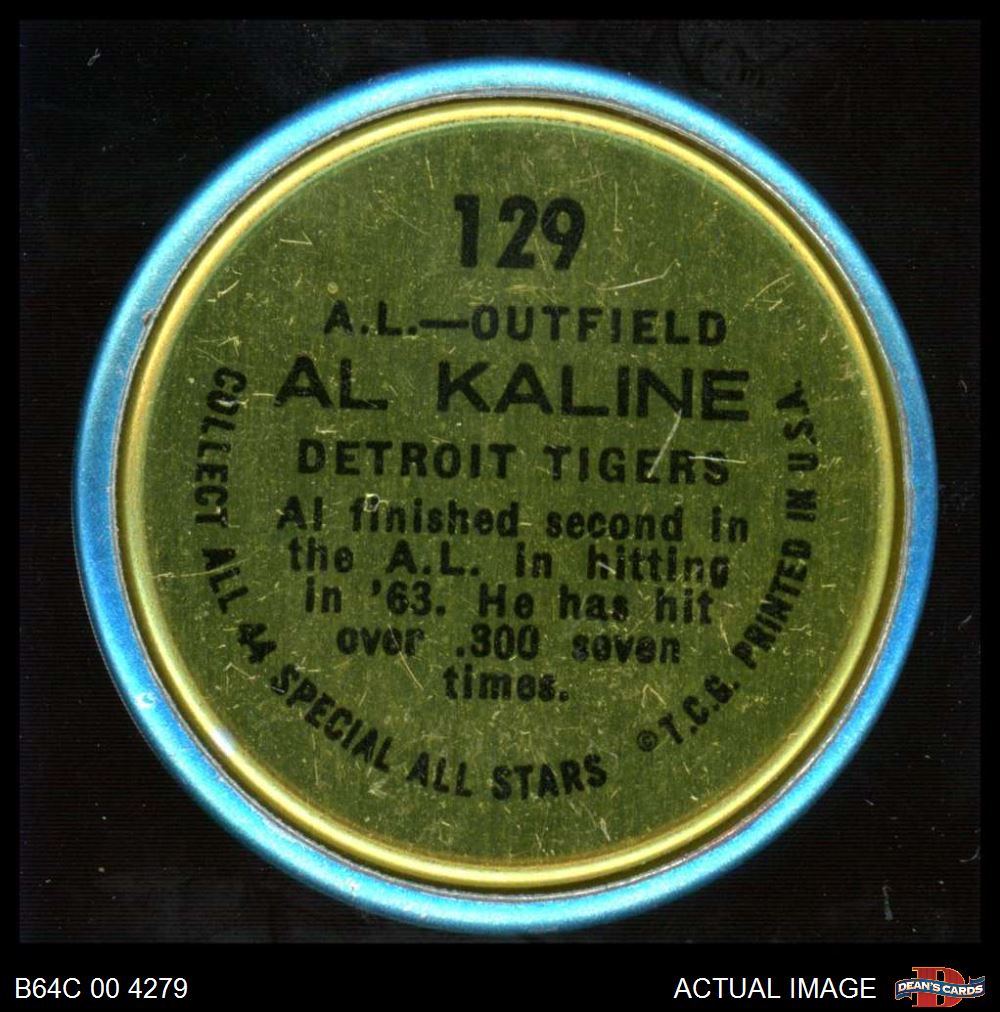 129
A.L.—OUTFIELD
AL KALINE
DETROIT TIGERS
Al finished second in
the A.L. in hitting
in '63. He has hit
over .300 seven
times.
COLLECT ALL 44 SPECIAL ALL STARS
© T.C.G. PRINTED IN U.S.A.
B64C 00 4279
ACTUAL IMAGE
DEAN'S CARDS